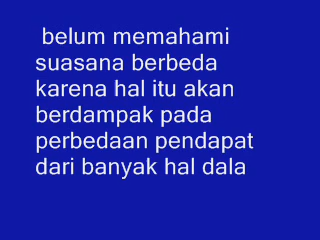 belum memahami
suasana berbeda
karena hal itu akan
berdampak pada
perbedaan pendapat
dari banyak hal dala